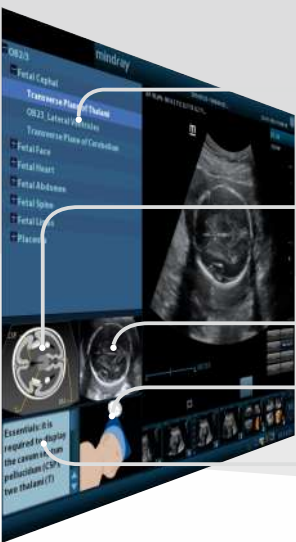 OB2/3
mindray
Fetal Cephal
Transverse Plane of Thalami
OB23_Lateral Ventricles
Transverse Plane of Cerebellum
Fetal Face
Fetal Heart
Fetal Abdomen
Fetal Spine
Fetal Limbs
Placenta
CSP
T
Essentials: it is
required to display
the cavum septum
pellucidum (CSP)
two thalami (T)